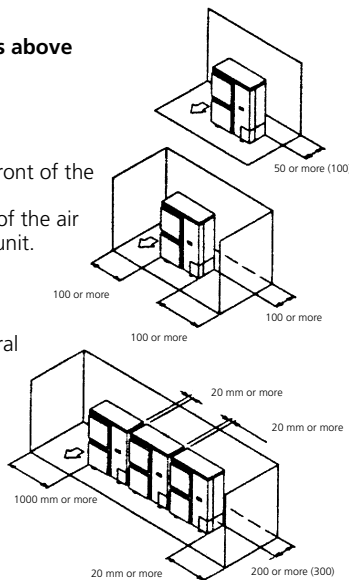 s above
50 or more (100)
ront of the
of the air
unit.
100 or more
100 or more
100 or more
ral
20 mm or more
20 mm or more
1000 mm or more
20 mm or more
200 or more (300)